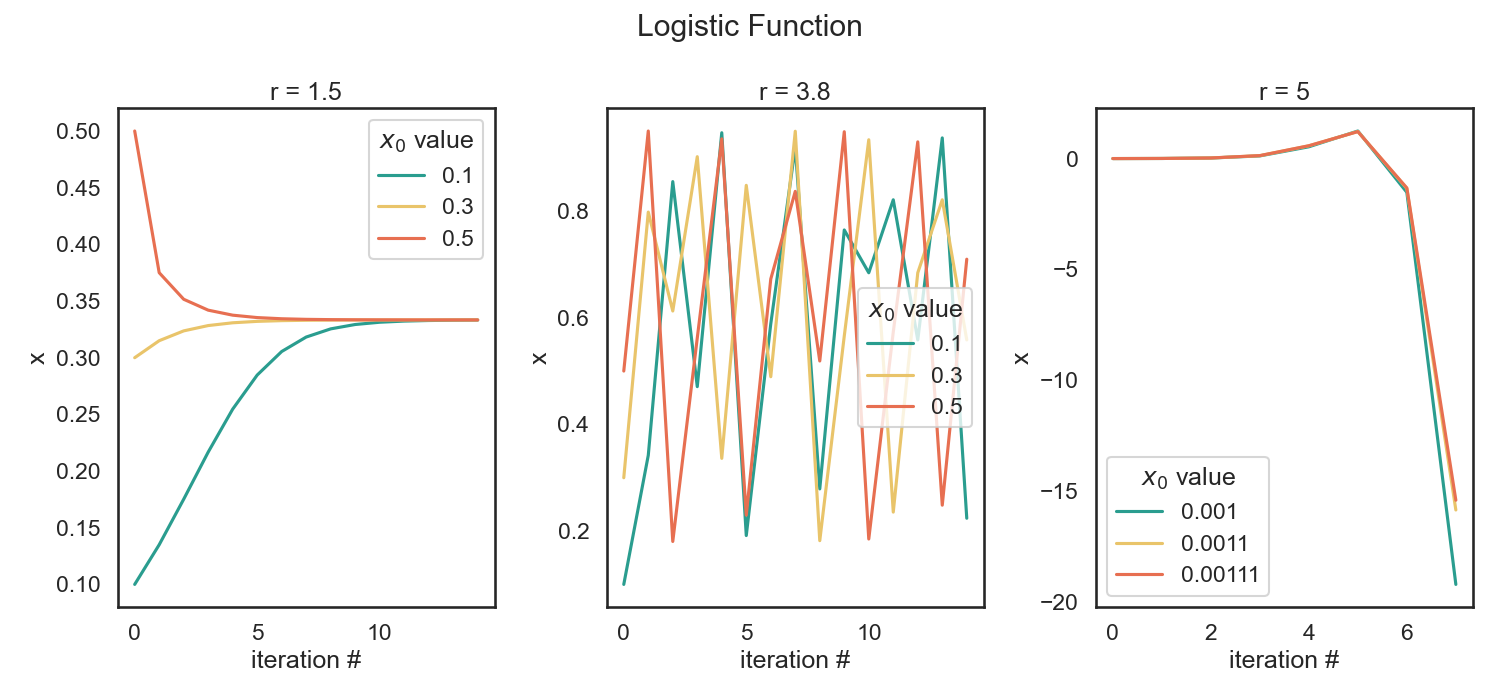 Logistic Function
r = 1.5
0.50
0.45
0.40
0.35
0.30
0.25
0.20
0.15
0.10
x
x₀ value
0.1
0.3
0.5
0
5
10
iteration #
r = 3.8
0.8
0.6
0.4
0.2
x
x₀ value
0.1
0.3
0.5
0
5
10
iteration #
r = 5
0
−5
−10
−15
−20
x
x₀ value
0.001
0.0011
0.00111
0
2
4
6
iteration #